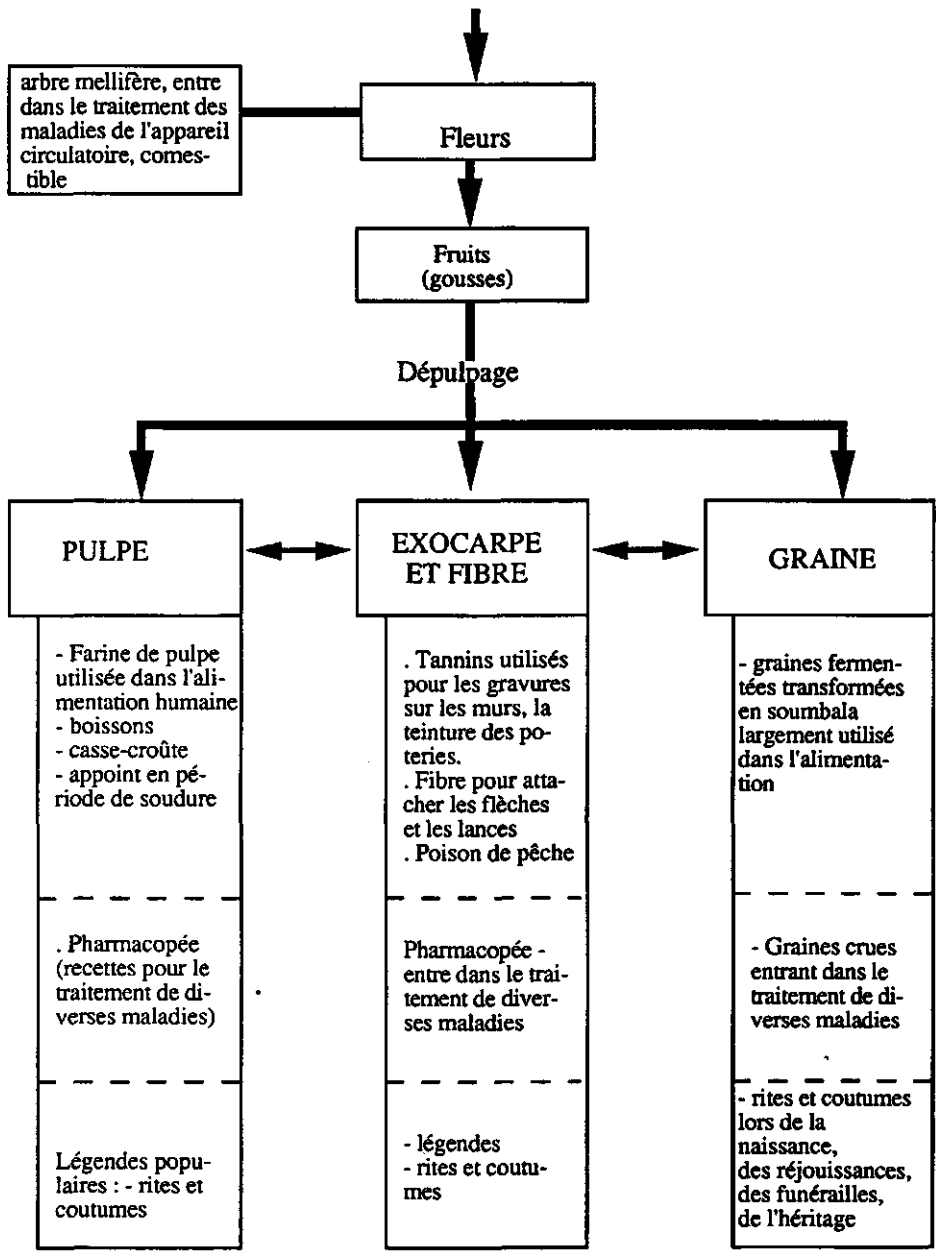 arbre mellifère, entre
dans le traitement des
maladies de l'appareil
circulatoire, comes-
tible
Fleurs
Fruits
(gousses)
Dépulpage
PULPE
EXOCARPE
ET FIBRE
GRAINE
- Farine de pulpe
utilisée dans l'ali-
mentation humaine
- boissons
- casse-croûte
- appoint en pé-
riode de soudure
. Tannins utilisés
pour les gravures
sur les murs, la
teinture des po-
teries.
. Fibre pour atta-
cher les flèches
et les lances
. Poison de pêche
- graines fermen-
tées transformées
en soumbala
largement utilisé
dans l'alimenta-
tion
. Pharmacopée
(recettes pour le
traitement de di-
verses maladies)
Pharmacopée -
entre dans le trai-
tement de diver-
ses maladies
- Graines crues
entrant dans le
traitement de di-
verses maladies
Légendes popu-
laires : - rites et
coutumes
- légendes
- rites et coutu-
mes
- rites et coutumes
lors de la
naissance,
des réjouissances,
des funérailles,
de l'héritage